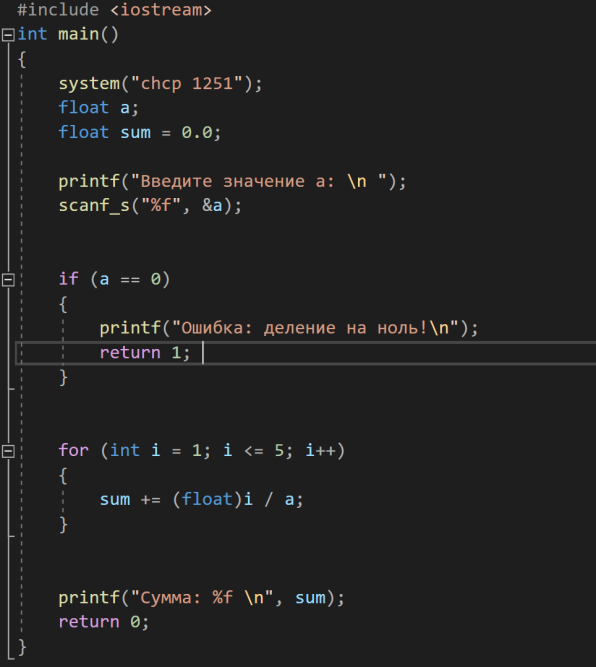 #include <iostream>
int main()
{
system("chcp 1251");
float a;
float sum = 0.0;
printf("Введите значение a: \n ");
scanf_s("%f", &a);
if (a == 0)
{
printf("Ошибка: деление на ноль!\n");
return 1;
}
for (int i = 1; i <= 5; i++)
{
sum += (float)i / a;
}
printf("Сумма: %f \n", sum);
return 0;
}